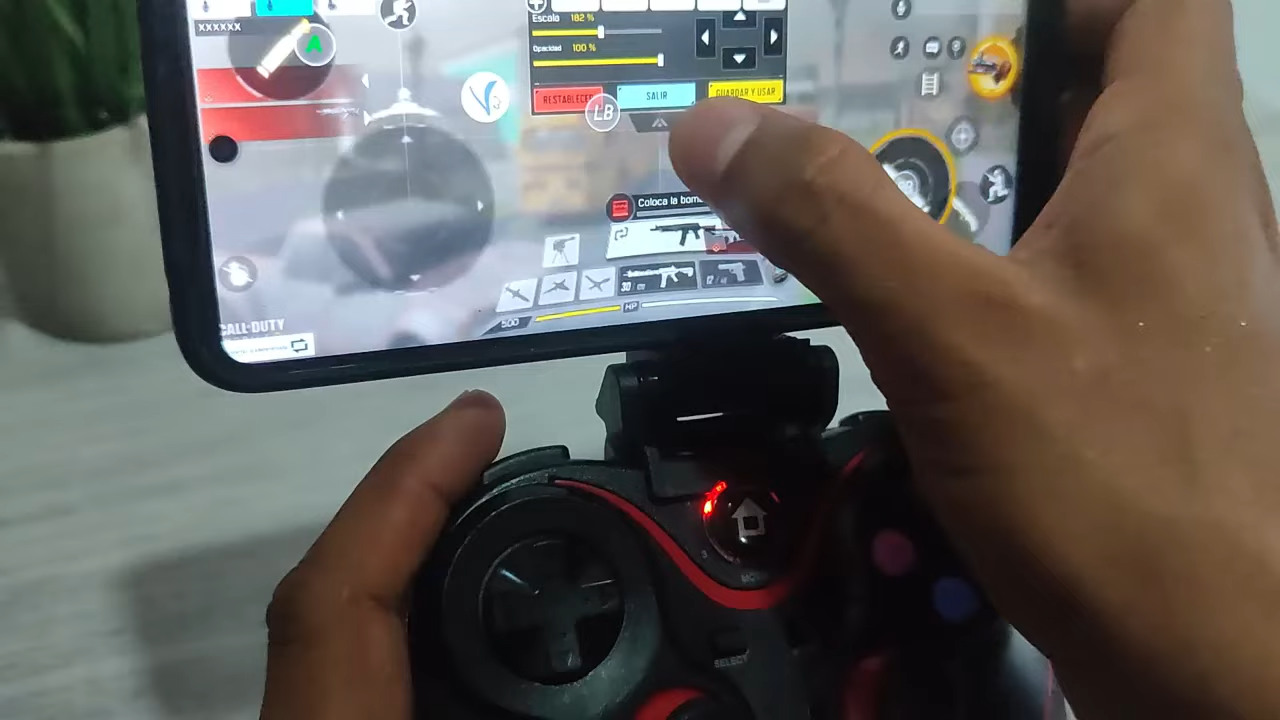 XXXXXX
Escala 182 %
Opacidad 100 %
A
RESTABLECER
SALIR
GUARDAR Y USAR
LB
Coloca la bom
30
500
HP
CALL·DUTY
SELECT